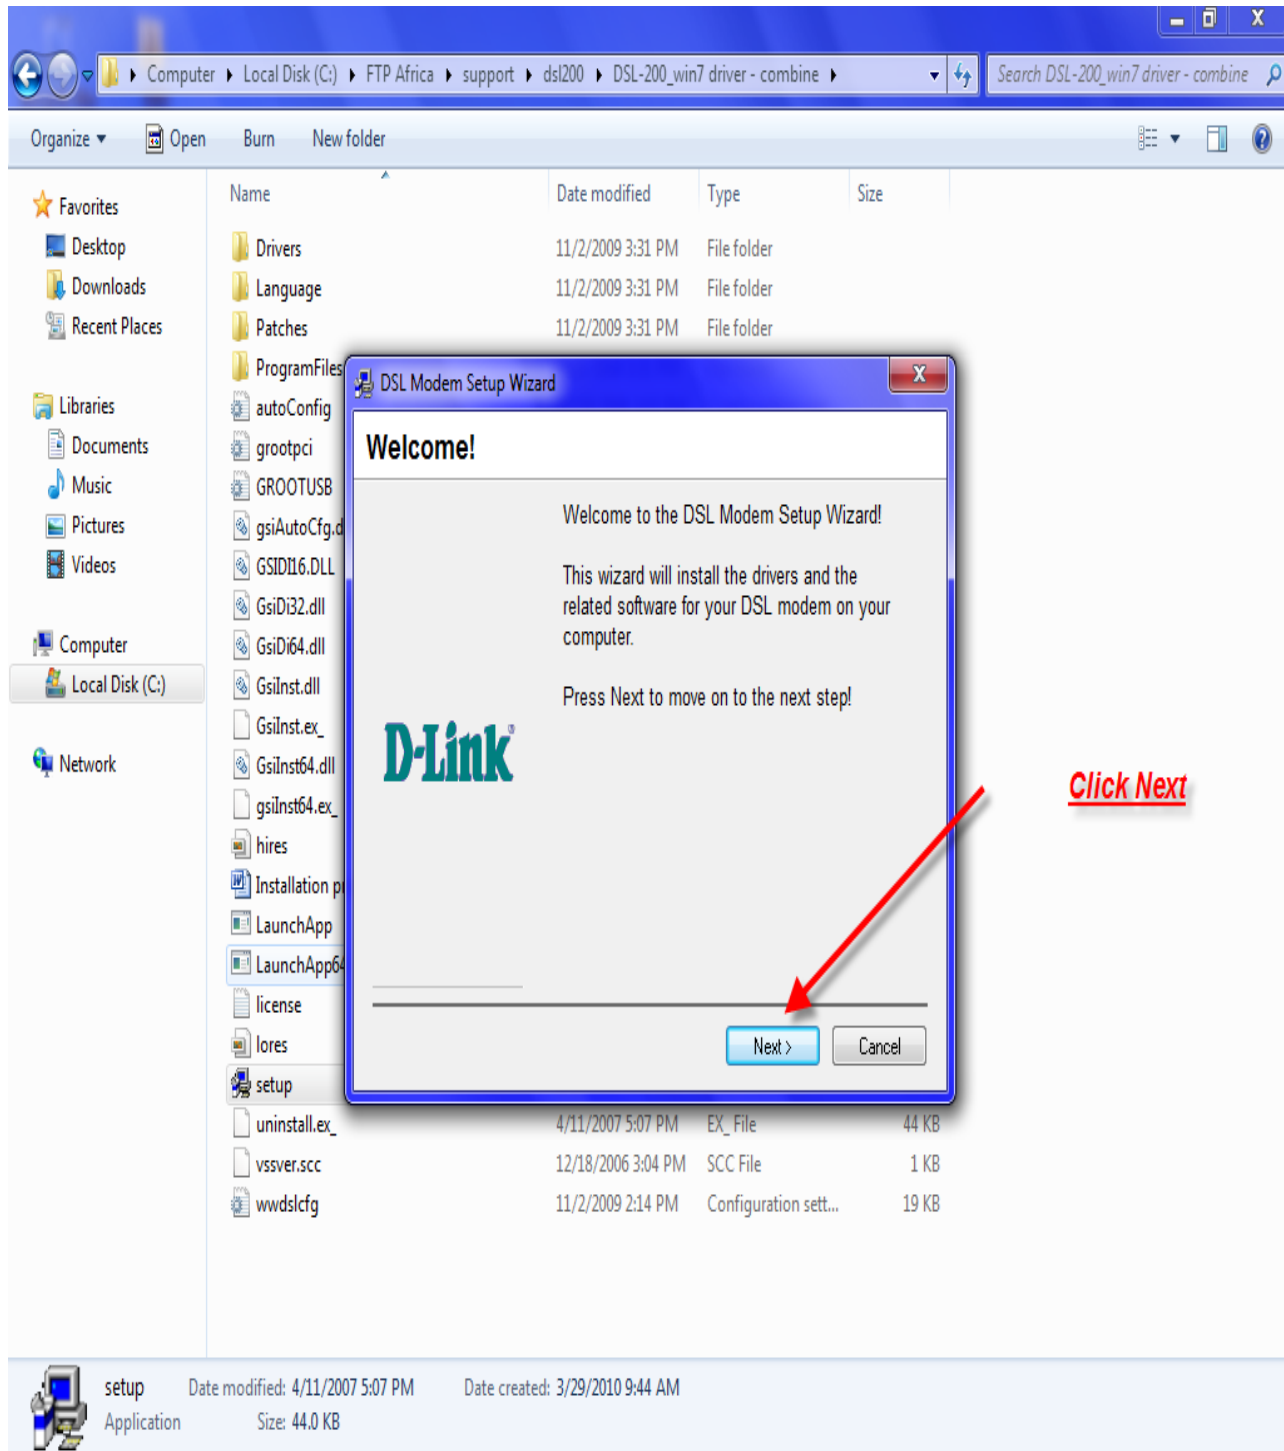 Computer ▸ Local Disk (C:) ▸ FTP Africa ▸ support ▸ dsl200 ▸ DSL-200_win7 driver - combine ▸
Search DSL-200_win7 driver - combine
Organize Open Burn New folder
Name Date modified Type Size
Favorites
Desktop
Downloads
Recent Places
Libraries
Documents
Music
Pictures
Videos
Computer
Local Disk (C:)
Network
Drivers 11/2/2009 3:31 PM File folder
Language 11/2/2009 3:31 PM File folder
Patches 11/2/2009 3:31 PM File folder
ProgramFiles
autoConfig
grootpci
GROOTUSB
gsiAutoCfg.d
GSIDI16.DLL
GsiDi32.dll
GsiDi64.dll
GsiInst.dll
GsiInst.ex_
GsiInst64.dll
gsiInst64.ex_
hires
Installation p
LaunchApp
LaunchApp64
license
lores
setup
uninstall.ex_ 4/11/2007 5:07 PM EX_ File 44 KB
vssver.scc 12/18/2006 3:04 PM SCC File 1 KB
wwdslcfg 11/2/2009 2:14 PM Configuration sett... 19 KB
DSL Modem Setup Wizard
X
Welcome!
Welcome to the DSL Modem Setup Wizard!
This wizard will install the drivers and the
related software for your DSL modem on your
computer.
Press Next to move on to the next step!
D-Link®
Next > Cancel
Click Next
setup Date modified: 4/11/2007 5:07 PM Date created: 3/29/2010 9:44 AM
Application Size: 44.0 KB